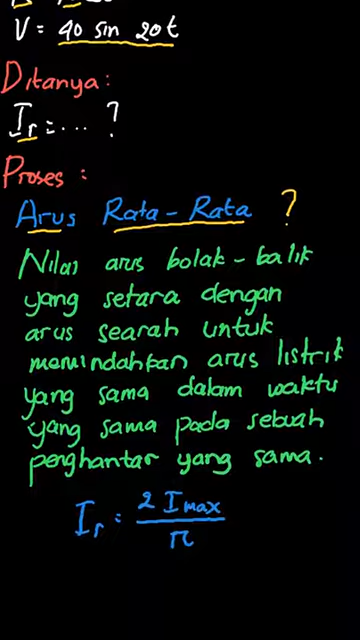 V = 40 sin 20t
Ditanya:
Ir = ... ?
Proses :
Arus Rata-Rata ?
Nilai arus bolak-balik
yang setara dengan
arus searah untuk
memindahkan arus listrik
yang sama dalam waktu
yang sama pada sebuah
penghantar yang sama.
Ir = 2 Imax / π